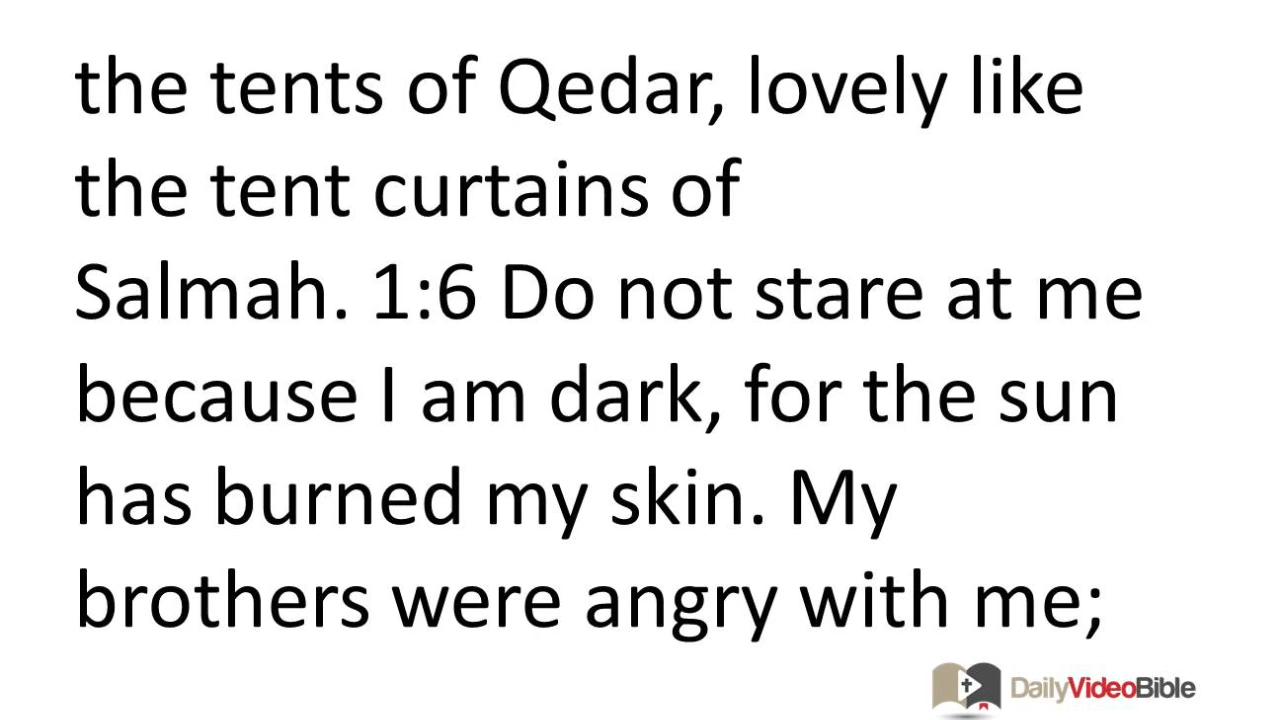 the tents of Qedar, lovely like
the tent curtains of
Salmah. 1:6 Do not stare at me
because I am dark, for the sun
has burned my skin. My
brothers were angry with me;
DailyVideoBible